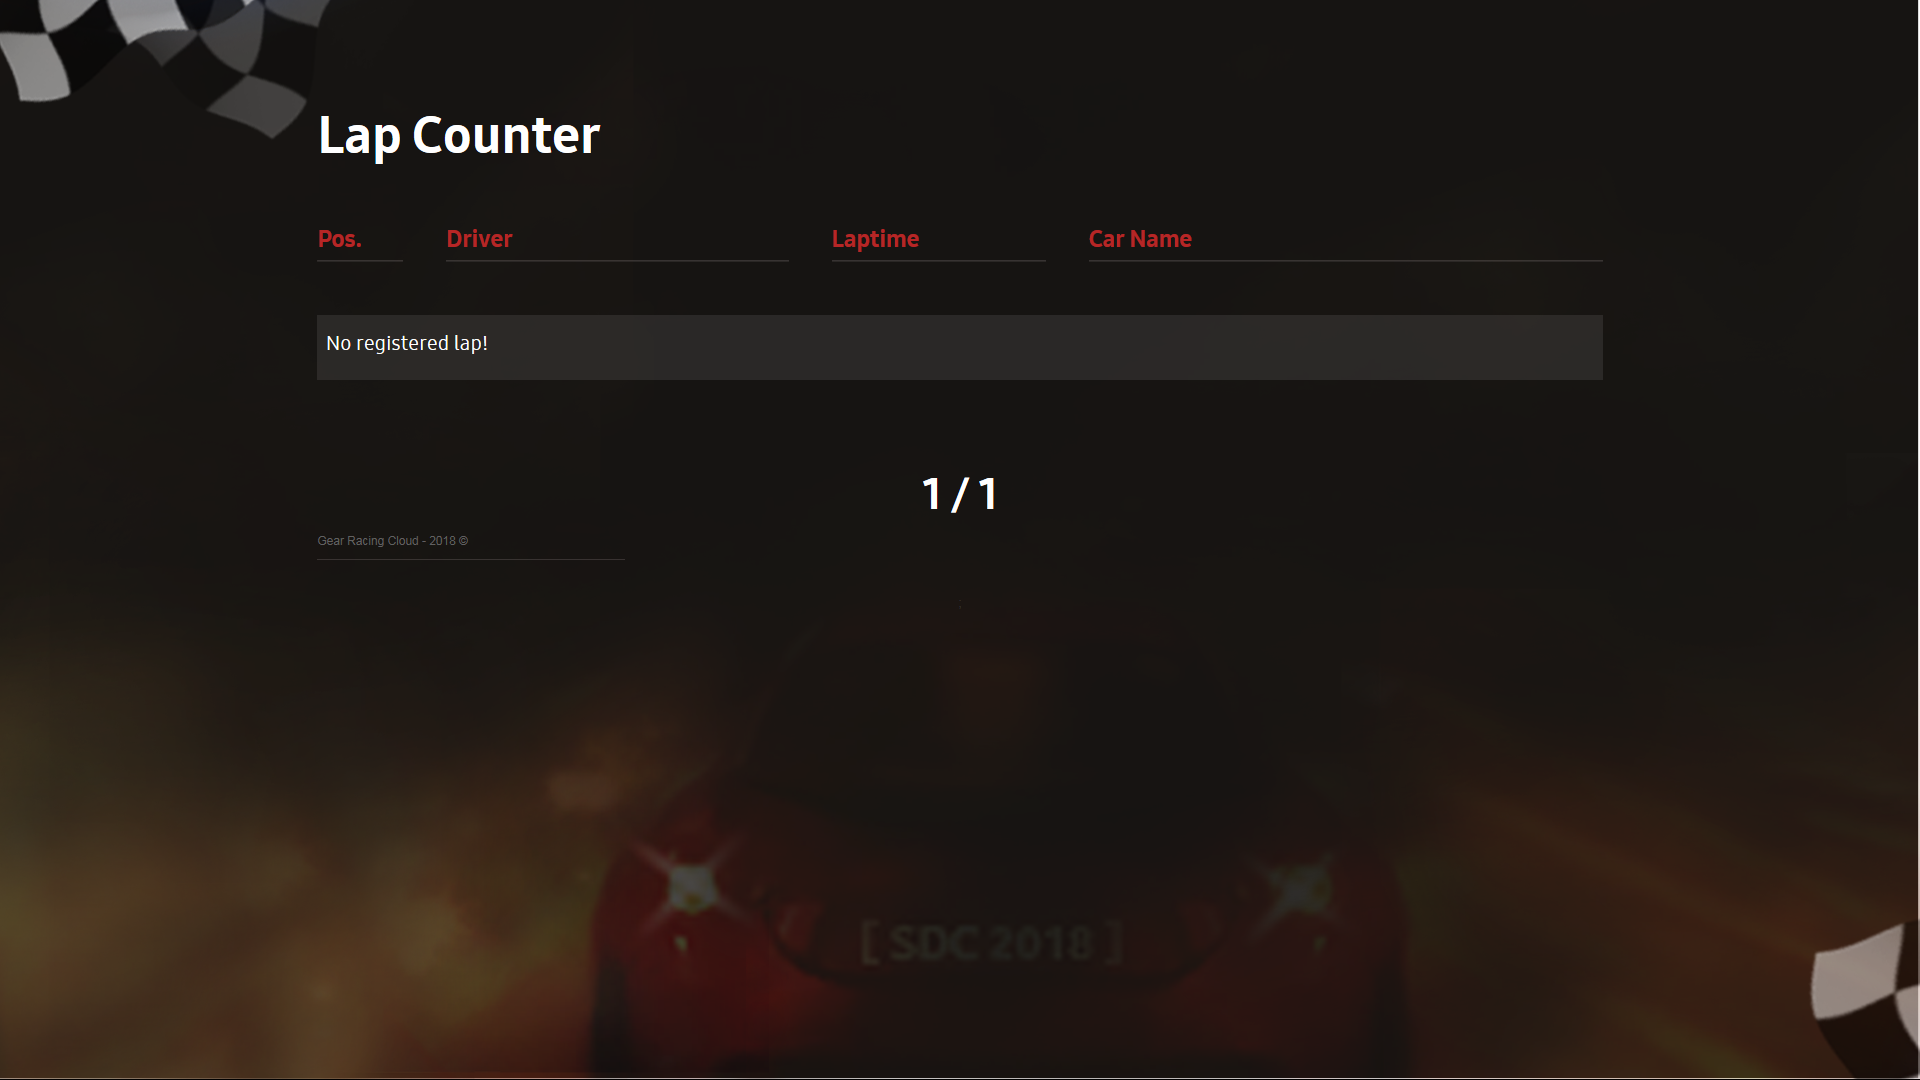 Lap Counter
Pos. Driver Laptime Car Name
No registered lap!
1 / 1
Gear Racing Cloud - 2018 ©
:
[ SDC 2018 ]